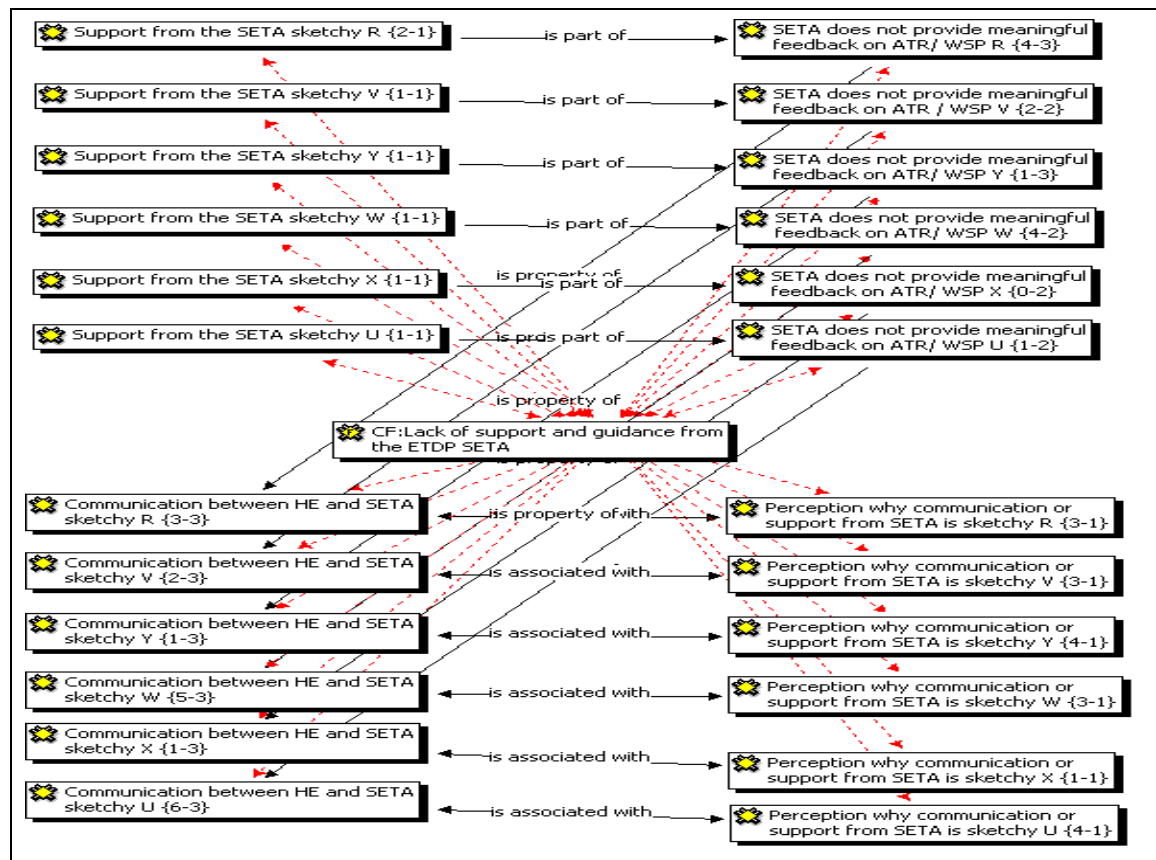 Support from the SETA sketchy R {2-1}
is part of
SETA does not provide meaningful
feedback on ATR/ WSP R {4-3}
Support from the SETA sketchy V {1-1}
is part of
SETA does not provide meaningful
feedback on ATR / WSP V {2-2}
Support from the SETA sketchy Y {1-1}
is part of
SETA does not provide meaningful
feedback on ATR/ WSP Y {1-3}
Support from the SETA sketchy W {1-1}
is part of
SETA does not provide meaningful
feedback on ATR/ WSP W {4-2}
Support from the SETA sketchy X {1-1}
is property of
is part of
SETA does not provide meaningful
feedback on ATR/ WSP X {0-2}
Support from the SETA sketchy U {1-1}
is part of
SETA does not provide meaningful
feedback on ATR/ WSP U {1-2}
is property of
CF:Lack of support and guidance from
the ETDP SETA
Communication between HE and SETA
sketchy R {3-3}
is property of
with
Perception why communication or
support from SETA is sketchy R {3-1}
Communication between HE and SETA
sketchy V {2-3}
is associated with
Perception why communication or
support from SETA is sketchy V {3-1}
Communication between HE and SETA
sketchy Y {1-3}
is associated with
Perception why communication or
support from SETA is sketchy Y {4-1}
Communication between HE and SETA
sketchy W {5-3}
is associated with
Perception why communication or
support from SETA is sketchy W {3-1}
Communication between HE and SETA
sketchy X {1-3}
is associated with
Perception why communication or
support from SETA is sketchy X {1-1}
Communication between HE and SETA
sketchy U {6-3}
is associated with
Perception why communication or
support from SETA is sketchy U {4-1}